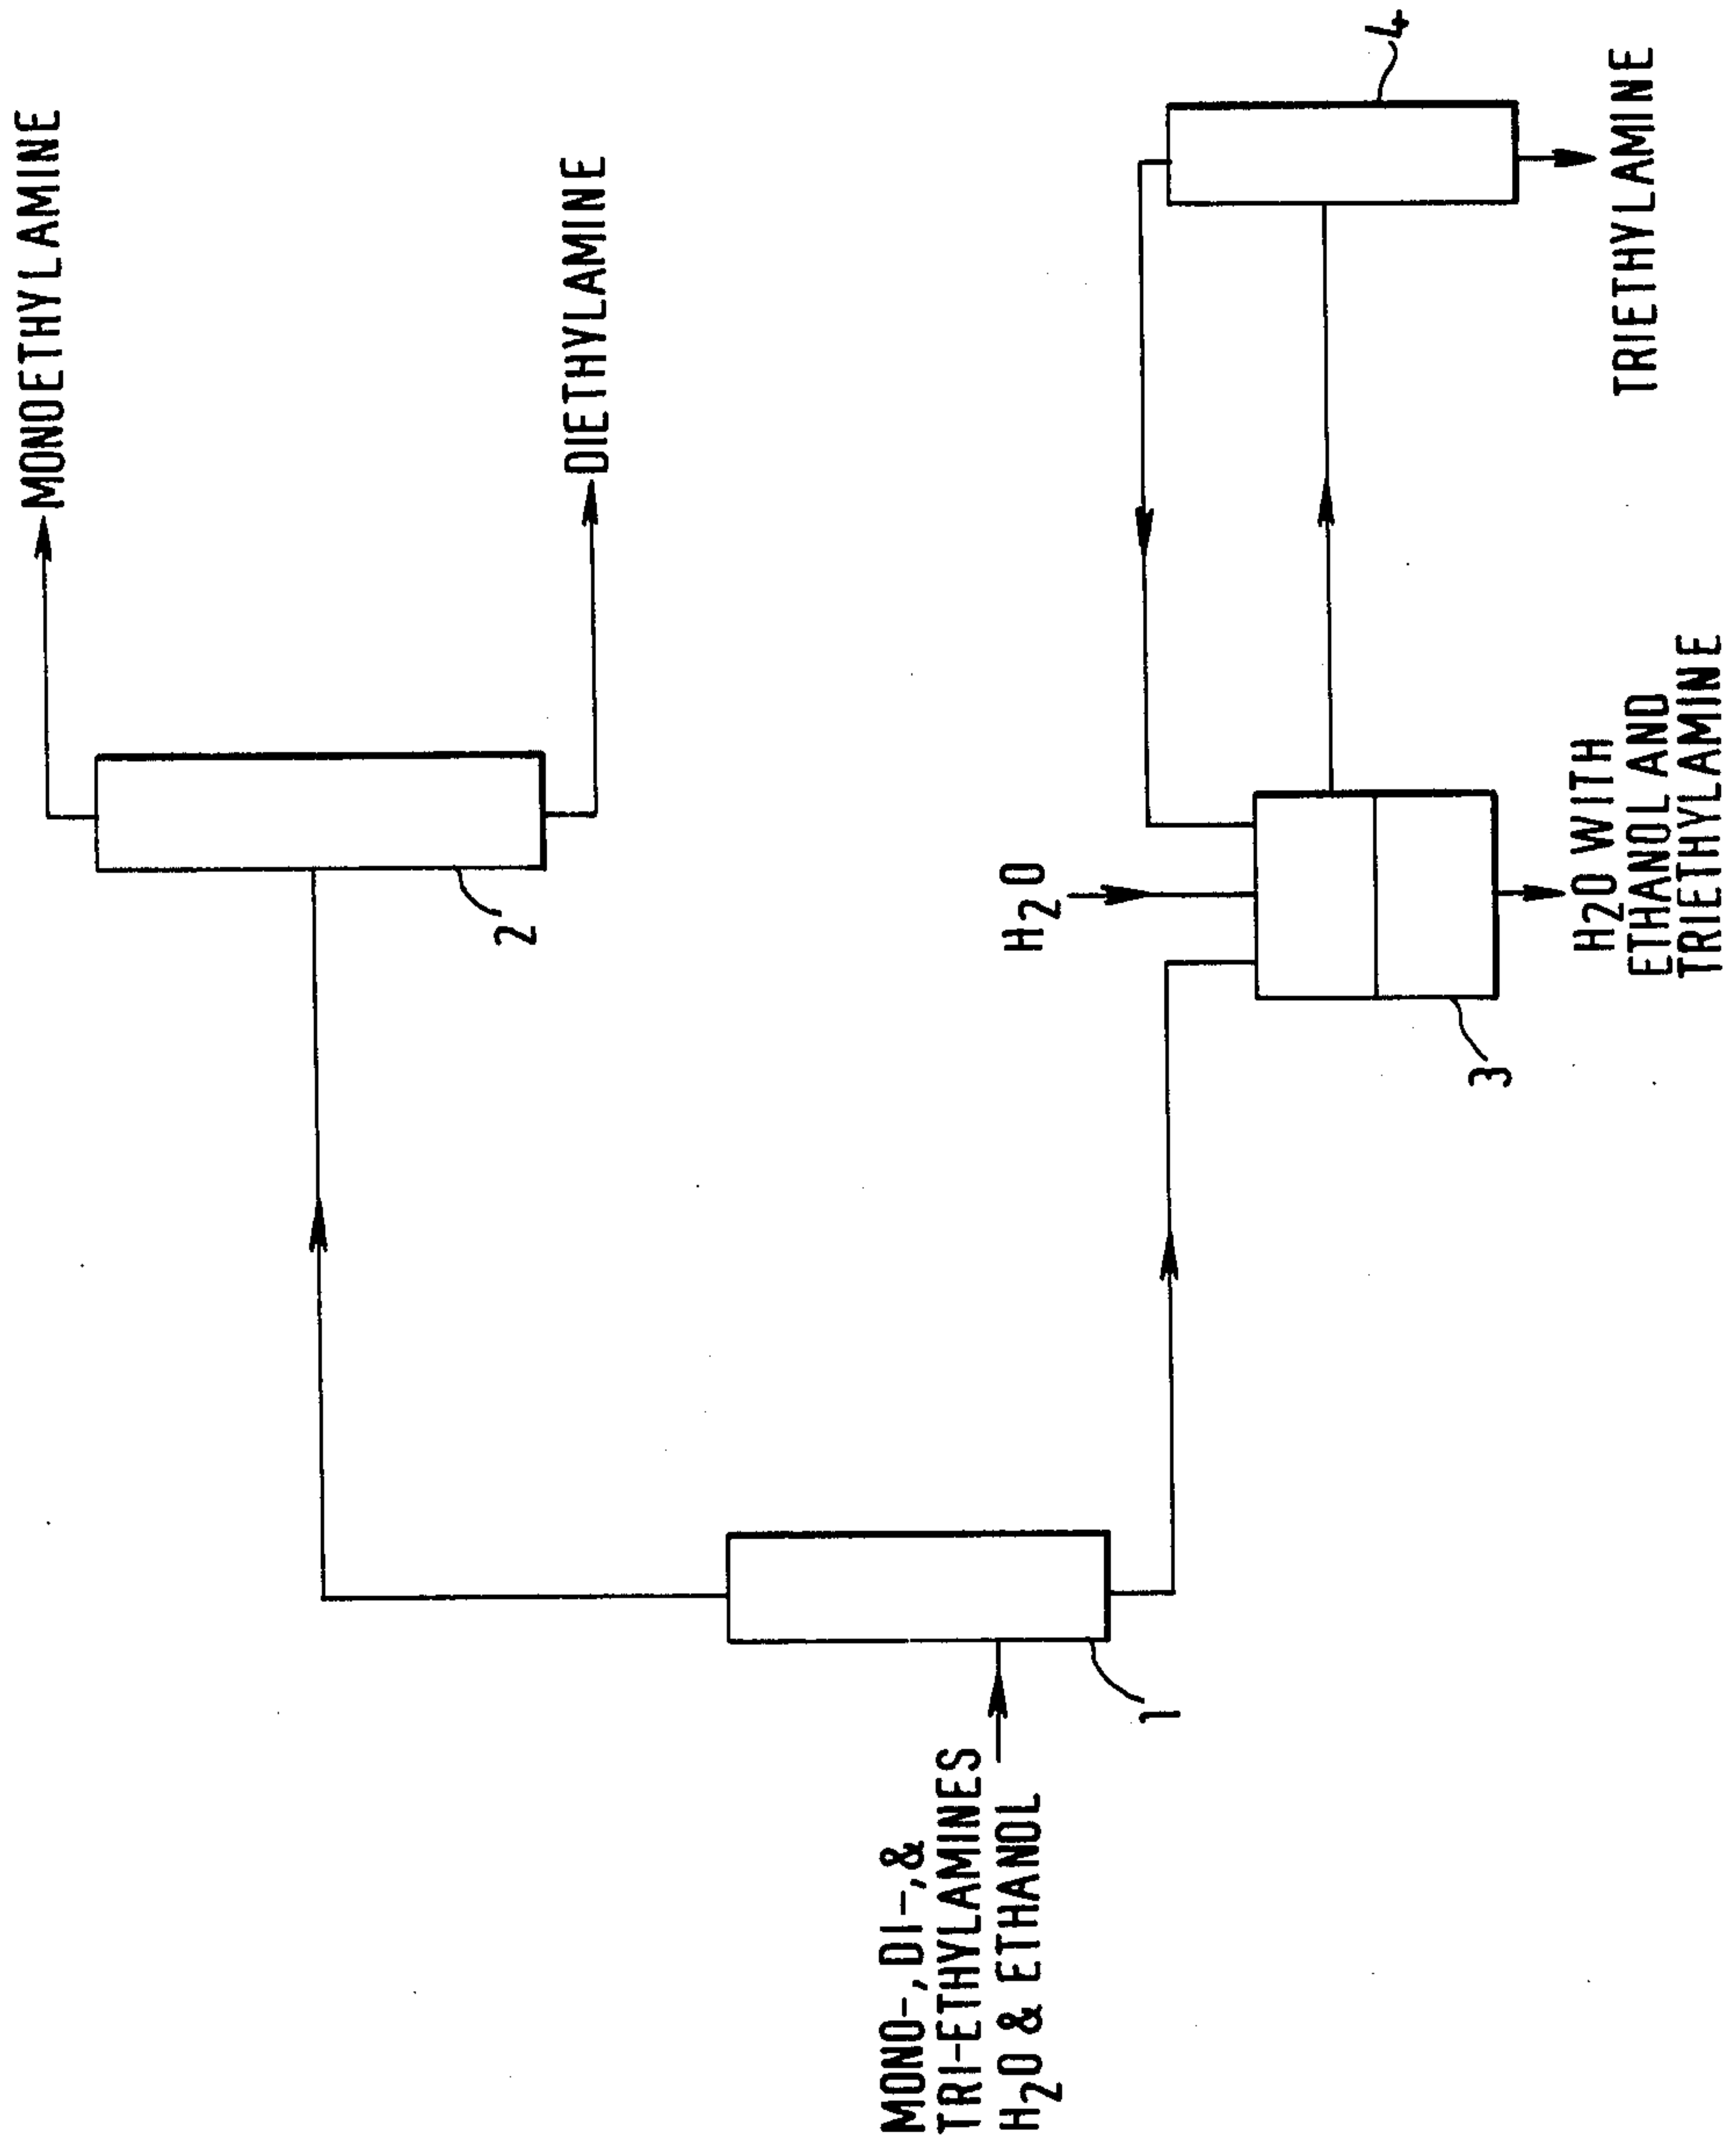 MONOETHYLAMINE
DIETHYLAMINE
2
MONO-, DI-, &
TRI-ETHYLAMINES
H2O & ETHANOL
1
H2O
3
H2O WITH
ETHANOL AND
TRIETHYLAMINE
4
TRIETHYLAMINE